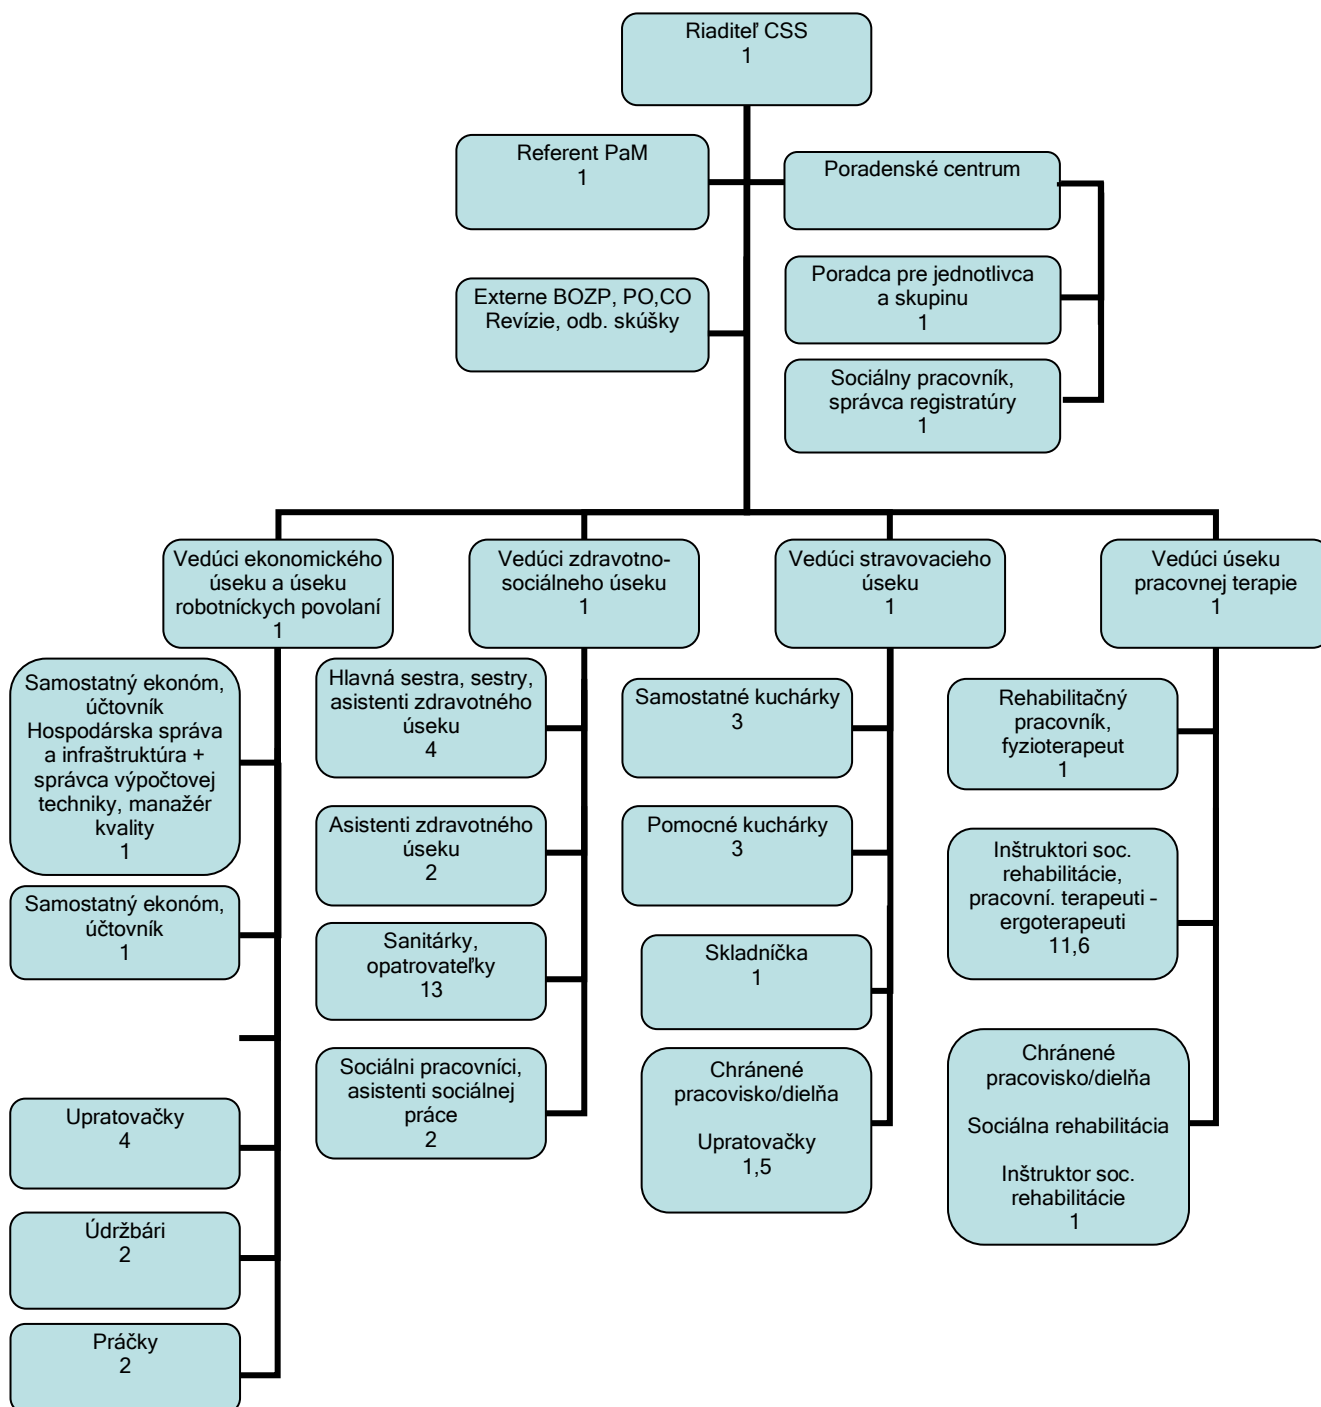 Riaditeľ CSS
1
Referent PaM
1
Poradenské centrum
Externe BOZP, PO,CO
Revízie, odb. skúšky
Poradca pre jednotlivca
a skupinu
1
Sociálny pracovník,
správca registratúry
1
Vedúci ekonomického
úseku a úseku
robotníckych povolaní
1
Samostatný ekonóm,
účtovník
Hospodárska správa
a infraštruktúra +
správca výpočtovej
techniky, manažér
kvality
1
Samostatný ekonóm,
účtovník
1
Upratovačky
4
Údržbári
2
Práčky
2
Vedúci zdravotno-
sociálneho úseku
1
Hlavná sestra, sestry,
asistenti zdravotného
úseku
4
Asistenti zdravotného
úseku
2
Sanitárky,
opatrovateľky
13
Sociálni pracovníci,
asistenti sociálnej
práce
2
Vedúci stravovacieho
úseku
1
Samostatné kuchárky
3
Pomocné kuchárky
3
Skladníčka
1
Chránené
pracovisko/dielňa
Upratovačky
1,5
Vedúci úseku
pracovnej terapie
1
Rehabilitačný
pracovník,
fyzioterapeut
1
Inštruktori soc.
rehabilitácie,
pracovní. terapeuti -
ergoterapeuti
11,6
Chránené
pracovisko/dielňa
Sociálna rehabilitácia
Inštruktor soc.
rehabilitácie
1